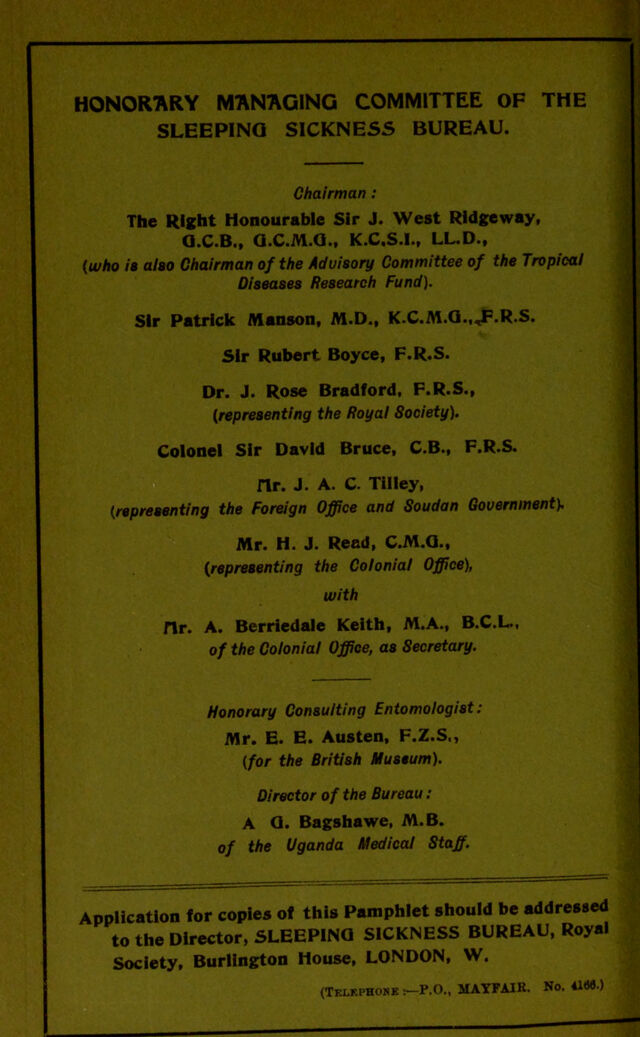 HONORARY MANAGING COMMITTEE OF THE
SLEEPING SICKNESS BUREAU.
Chairman :
The Right Honourable Sir J. West Ridgeway,
G.C.B., G.C.M.G., K.C.S.I., LL.D.,
(who is also Chairman of the Advisory Committee of the Tropical
Diseases Research Fund).
Sir Patrick Manson, M.D., K.C.M.G., F.R.S.
Sir Rubert Boyce, F.R.S.
Dr. J. Rose Bradford, F.R.S.,
(representing the Royal Society).
Colonel Sir David Bruce, C.B., F.R.S.
Mr. J. A. C. Tilley,
(representing the Foreign Office and Soudan Government).
Mr. H. J. Read, C.M.G.,
(representing the Colonial Office),
with
Mr. A. Berriedale Keith, M.A., B.C.L.,
of the Colonial Office, as Secretary.
Honorary Consulting Entomologist :
Mr. E. E. Austen, F.Z.S.,
(for the British Museum).
Director of the Bureau :
A G. Bagshawe, M.B.
of the Uganda Medical Staff.
Application for copies of this Pamphlet should be addressed
to the Director, SLEEPING SICKNESS BUREAU, Royal
Society, Burlington House, LONDON, W.
(TELEPHONE :—P.O., MAYFAIR. No. 4166.)